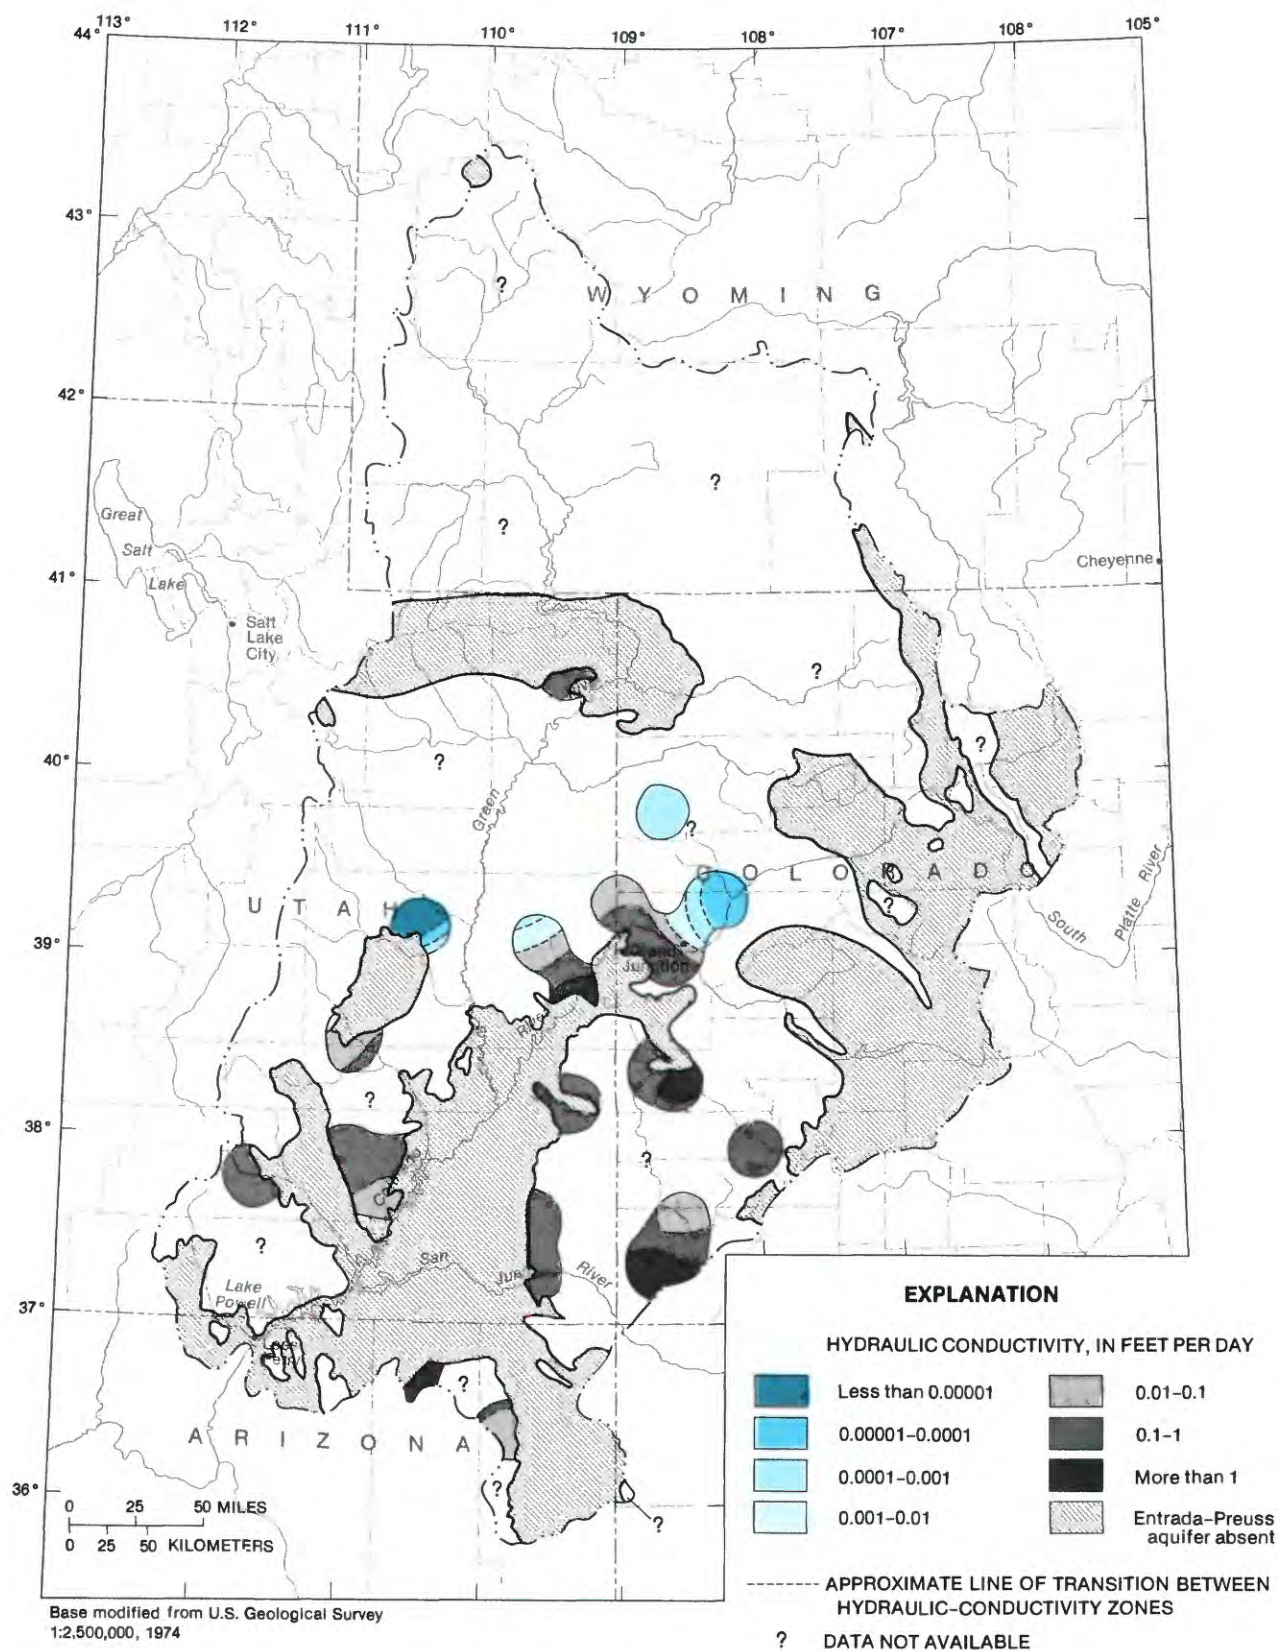 113°
112°
111°
110°
109°
108°
107°
108°
105°
44°
43°
?
W Y O M I N G
42°
?
?
Great
Salt
Lake
41°
Cheyenne
Salt
Lake
City
?
?
40°
?
Green
?
C O L O R A D O
?
U T A H
South
Platte River
39°
Grand
Junction
River
?
38°
?
?
San
Juan
River
Lake
Powell
37°
?
A R I Z O N A
36°
?
?
0 25 50 MILES
0 25 50 KILOMETERS
EXPLANATION
HYDRAULIC CONDUCTIVITY, IN FEET PER DAY
Less than 0.00001
0.00001–0.0001
0.0001–0.001
0.001–0.01
0.01–0.1
0.1–1
More than 1
Entrada–Preuss
aquifer absent
APPROXIMATE LINE OF TRANSITION BETWEEN
HYDRAULIC-CONDUCTIVITY ZONES
? DATA NOT AVAILABLE
Base modified from U.S. Geological Survey
1:2,500,000, 1974